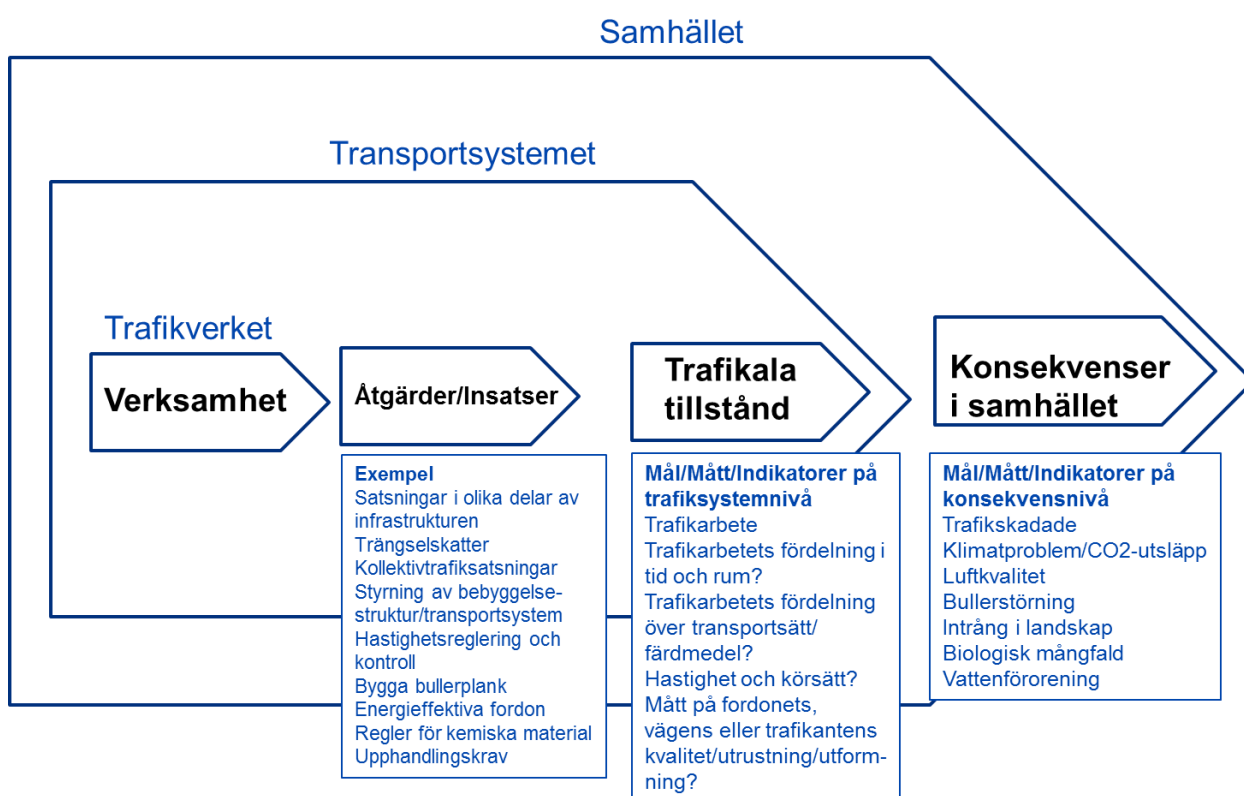 Samhället
Transportsystemet
Trafikverket
Verksamhet
Åtgärder/Insatser
Trafikala
tillstånd
Konsekvenser
i samhället
Exempel
Satsningar i olika delar av
infrastrukturen
Trängselskatter
Kollektivtrafiksatsningar
Styrning av bebyggelse-
struktur/transportsystem
Hastighetsreglering och
kontroll
Bygga bullerplank
Energieffektiva fordon
Regler för kemiska material
Upphandlingskrav
Mål/Mått/Indikatorer på
trafiksystemnivå
Trafikarbete
Trafikarbetets fördelning i
tid och rum?
Trafikarbetets fördelning
över transportsätt/
färdmedel?
Hastighet och körsätt?
Mått på fordonets,
vägens eller trafikantens
kvalitet/utrustning/utform-
ning?
Mål/Mått/Indikatorer på
konsekvensnivå
Trafikskadade
Klimatproblem/CO2-utsläpp
Luftkvalitet
Bullerstörning
Intrång i landskap
Biologisk mångfald
Vattenförorening